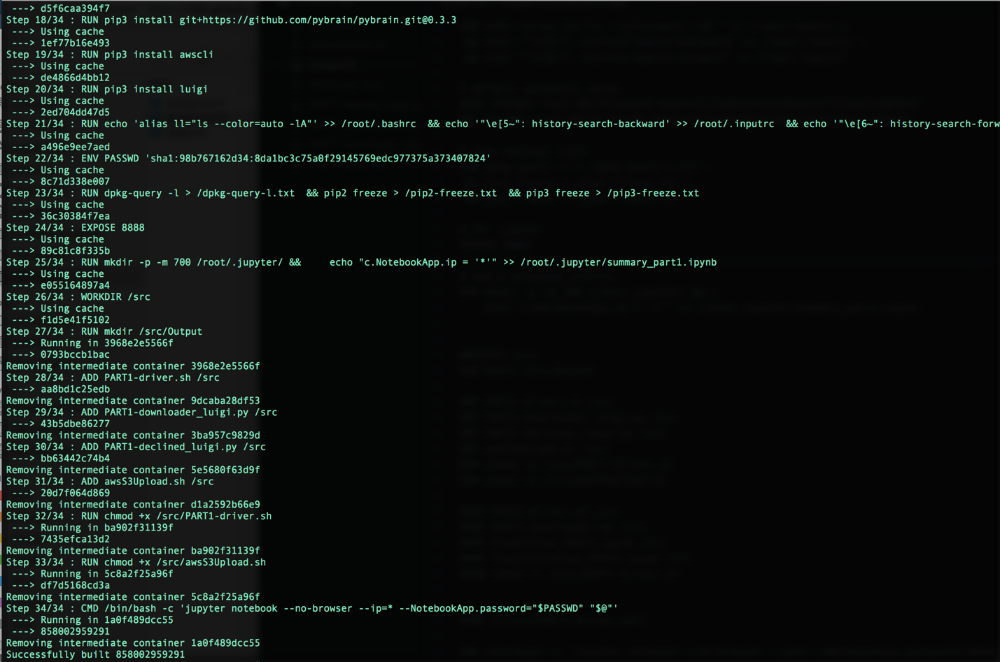 ---> d5f6caa394f7
Step 18/34 : RUN pip3 install git+https://github.com/pybrain/pybrain.git@0.3.3
---> Using cache
---> 1ef77b16e493
Step 19/34 : RUN pip3 install awscli
---> Using cache
---> de4866d4bb12
Step 20/34 : RUN pip3 install luigi
---> Using cache
---> 2ed704dd47d5
Step 21/34 : RUN echo 'alias ll="ls --color=auto -lA"' >> /root/.bashrc  && echo '"\e[5~": history-search-backward' >> /root/.inputrc  && echo '"\e[6~": history-search-forw
---> Using cache
---> a496e9ee7aed
Step 22/34 : ENV PASSWD 'sha1:98b767162d34:8da1bc3c75a0f29145769edc977375a373407824'
---> Using cache
---> 8c71d338e007
Step 23/34 : RUN dpkg-query -l > /dpkg-query-l.txt  && pip2 freeze > /pip2-freeze.txt  && pip3 freeze > /pip3-freeze.txt
---> Using cache
---> 36c30384f7ea
Step 24/34 : EXPOSE 8888
---> Using cache
---> 89c81c8f335b
Step 25/34 : RUN mkdir -p -m 700 /root/.jupyter/ &&     echo "c.NotebookApp.ip = '*'" >> /root/.jupyter/summary_part1.ipynb
---> Using cache
---> e055164897a4
Step 26/34 : WORKDIR /src
---> Using cache
---> f1d5e41f5102
Step 27/34 : RUN mkdir /src/Output
---> Running in 3968e2e5566f
---> 0793bccb1bac
Removing intermediate container 3968e2e5566f
Step 28/34 : ADD PART1-driver.sh /src
---> aa8bd1c25edb
Removing intermediate container 9dcaba28df53
Step 29/34 : ADD PART1-downloader_luigi.py /src
---> 43b5dbe86277
Removing intermediate container 3ba957c9829d
Step 30/34 : ADD PART1-declined_luigi.py /src
---> bb63442c74b4
Removing intermediate container 5e5680f63d9f
Step 31/34 : ADD awsS3Upload.sh /src
---> 20d7f064d869
Removing intermediate container d1a2592b66e9
Step 32/34 : RUN chmod +x /src/PART1-driver.sh
---> Running in ba902f31139f
---> 7435efca13d2
Removing intermediate container ba902f31139f
Step 33/34 : RUN chmod +x /src/awsS3Upload.sh
---> Running in 5c8a2f25a96f
---> df7d5168cd3a
Removing intermediate container 5c8a2f25a96f
Step 34/34 : CMD /bin/bash -c 'jupyter notebook --no-browser --ip=* --NotebookApp.password="$PASSWD" "$@"'
---> Running in 1a0f489dcc55
---> 858002959291
Removing intermediate container 1a0f489dcc55
Successfully built 858002959291